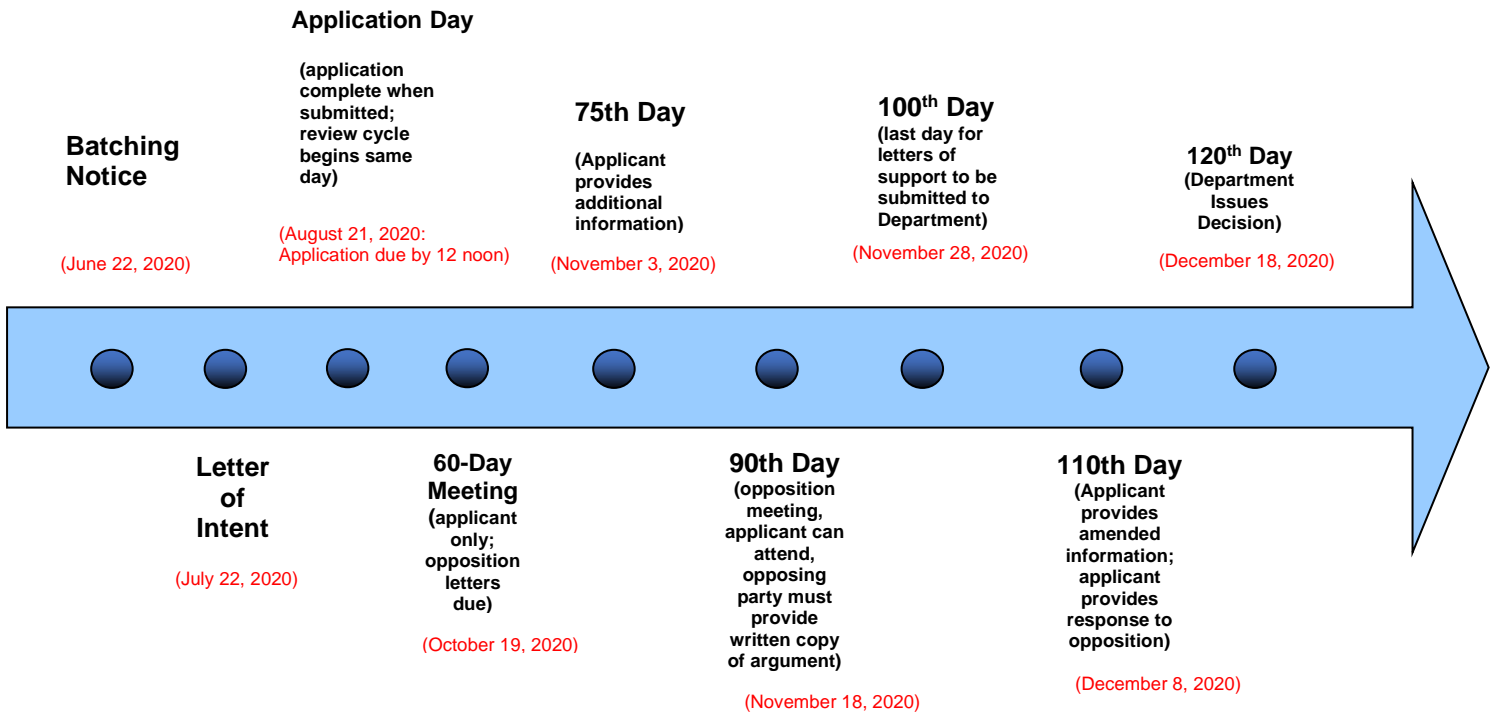 Batching
Notice
(June 22, 2020)
Letter
of
Intent
(July 22, 2020)
Application Day
(application
complete when
submitted;
review cycle
begins same
day)
(August 21, 2020:
Application due by 12 noon)
60-Day
Meeting
(applicant
only;
opposition
letters
due)
(October 19, 2020)
75th Day
(Applicant
provides
additional
information)
(November 3, 2020)
90th Day
(opposition
meeting,
applicant can
attend,
opposing
party must
provide
written copy
of argument)
(November 18, 2020)
100th Day
(last day for
letters of
support to be
submitted to
Department)
(November 28, 2020)
110th Day
(Applicant
provides
amended
information;
applicant
provides
response to
opposition)
(December 8, 2020)
120th Day
(Department
Issues
Decision)
(December 18, 2020)